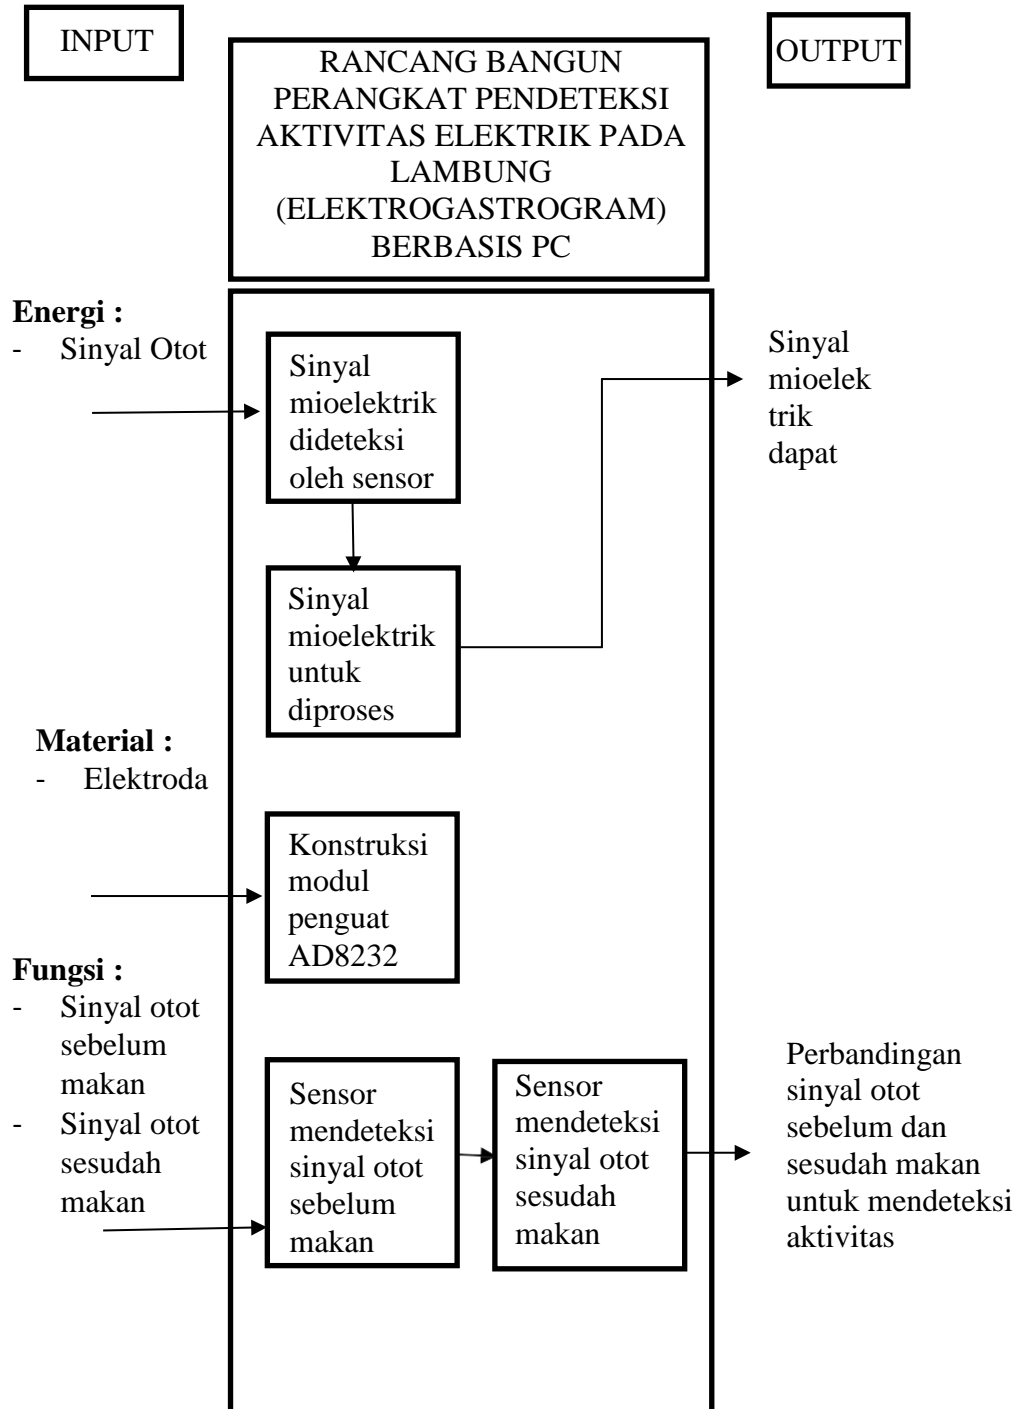 INPUT
RANCANG BANGUN
PERANGKAT PENDETEKSI
AKTIVITAS ELEKTRIK PADA
LAMBUNG
(ELEKTROGASTROGRAM)
BERBASIS PC
OUTPUT
Energi :
- Sinyal Otot
Sinyal
mioelektrik
dideteksi
oleh sensor
Sinyal
mioelek
trik
dapat
Sinyal
mioelektrik
untuk
diproses
Material :
- Elektroda
Konstruksi
modul
penguat
AD8232
Fungsi :
- Sinyal otot
sebelum
makan
- Sinyal otot
sesudah
makan
Sensor
mendeteksi
sinyal otot
sebelum
makan
Sensor
mendeteksi
sinyal otot
sesudah
makan
Perbandingan
sinyal otot
sebelum dan
sesudah makan
untuk mendeteksi
aktivitas